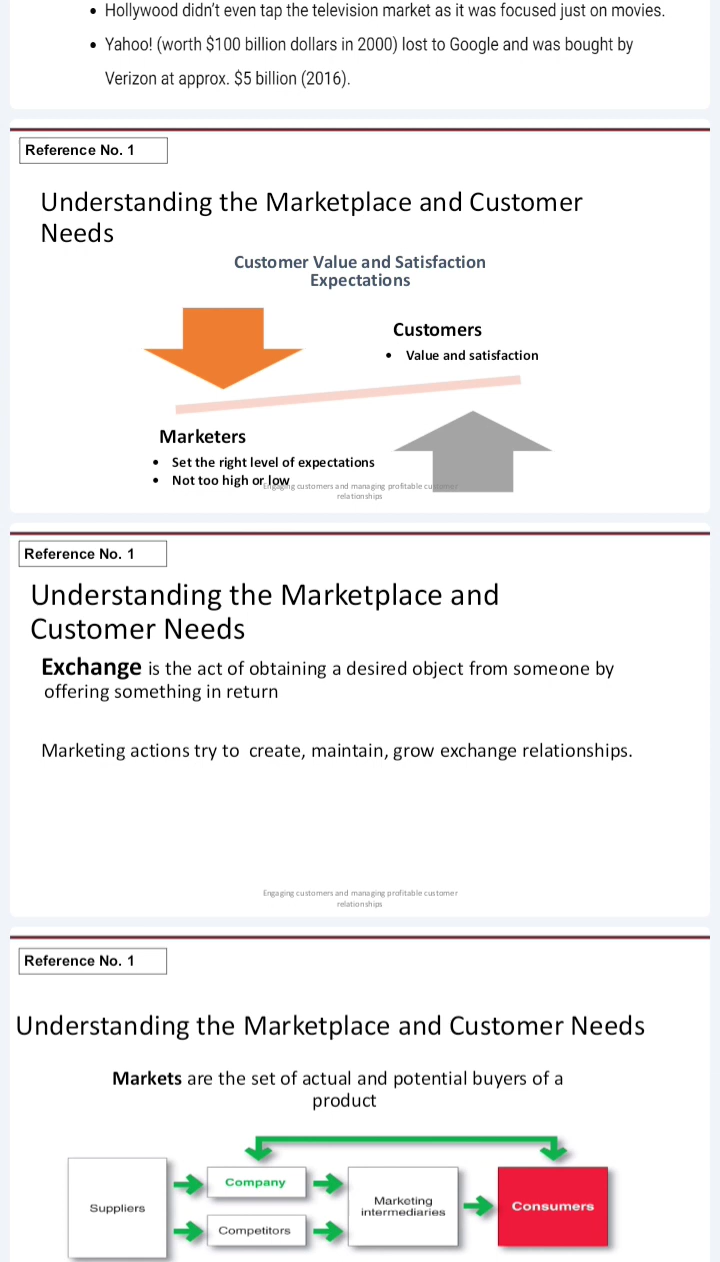 • Hollywood didn't even tap the television market as it was focused just on movies.
• Yahoo! (worth $100 billion dollars in 2000) lost to Google and was bought by
Verizon at approx. $5 billion (2016).
Reference No. 1
Understanding the Marketplace and Customer
Needs
Customer Value and Satisfaction
Expectations
Customers
• Value and satisfaction
Marketers
• Set the right level of expectations
• Not too high or low
Engaging customers and managing profitable customer
relationships
Reference No. 1
Understanding the Marketplace and
Customer Needs
Exchange is the act of obtaining a desired object from someone by
offering something in return
Marketing actions try to create, maintain, grow exchange relationships.
Engaging customers and managing profitable customer
relationships
Reference No. 1
Understanding the Marketplace and Customer Needs
Markets are the set of actual and potential buyers of a
product
Suppliers
Company
Competitors
Marketing
intermediaries
Consumers